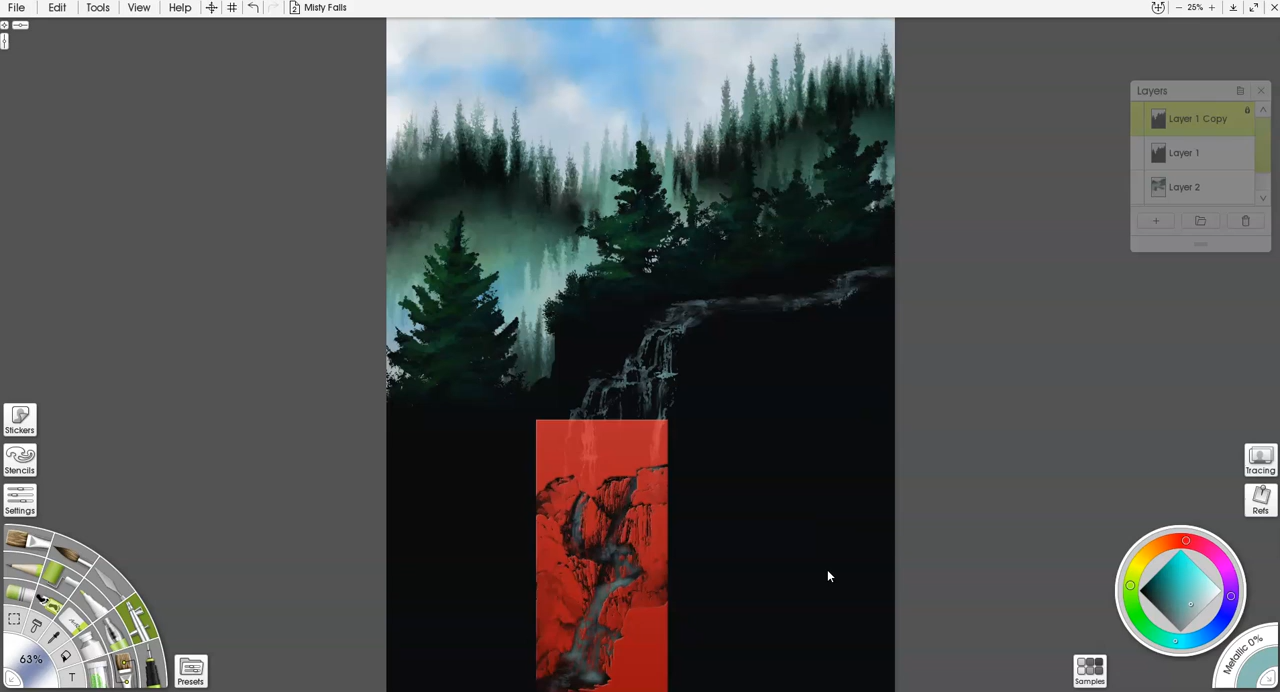 File Edit Tools View Help 2 Misty Falls 25%
Layers
Layer 1 Copy
Layer 1
Layer 2
Stickers
Stencils
Settings
Tracing
Refs
63%
T
Presets
Samples
Metallic 0%